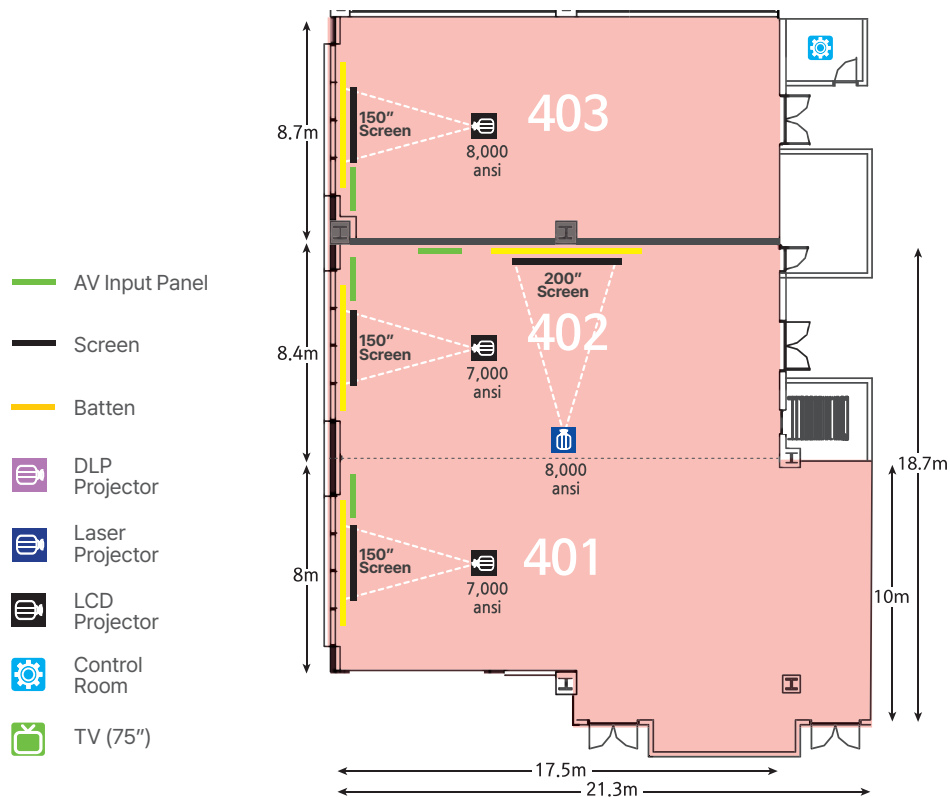 AV Input Panel
Screen
Batten
DLP
Projector
Laser
Projector
LCD
Projector
Control
Room
TV (75”)
403
150”
Screen
8,000
ansi
8.7m
200”
Screen
402
150”
Screen
7,000
ansi
8.4m
8,000
ansi
18.7m
401
150”
Screen
7,000
ansi
8m
10m
17.5m
21.3m